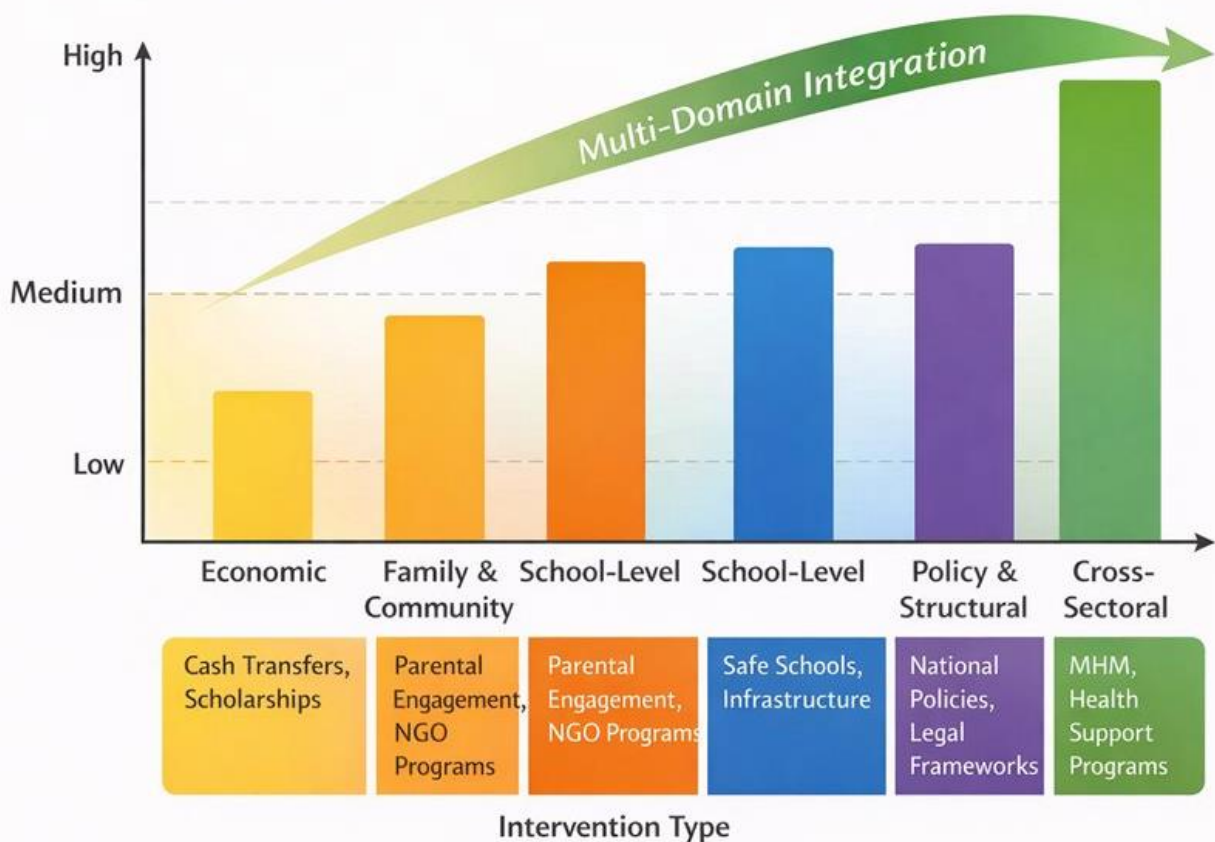 High
Multi-Domain Integration
Medium
Low
Economic
Family &
Community
School-Level
School-Level
Policy &
Structural
Cross-
Sectoral
Cash Transfers,
Scholarships
Parental
Engagement,
NGO
Programs
Parental
Engagement,
NGO Programs
Safe Schools,
Infrastructure
National
Policies,
Legal
Frameworks
MHM,
Health
Support
Programs
Intervention Type